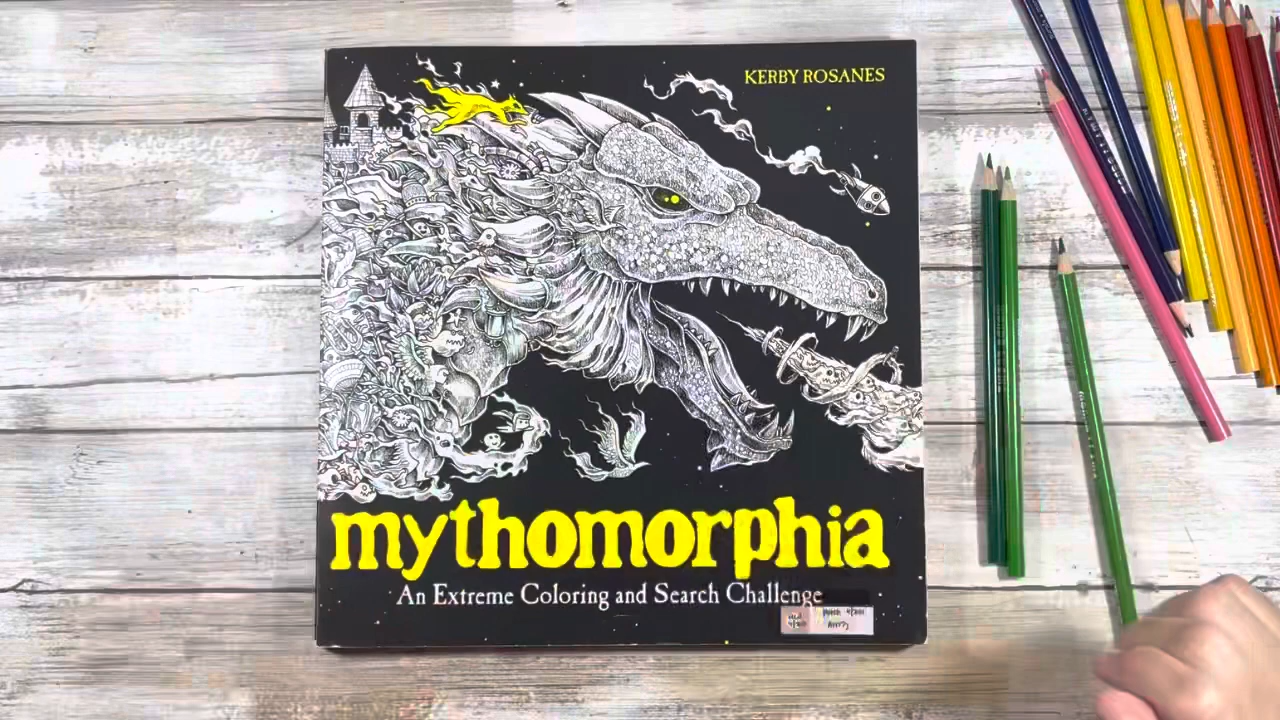 KERBY ROSANES
mythomorphia
An Extreme Coloring and Search Challenge